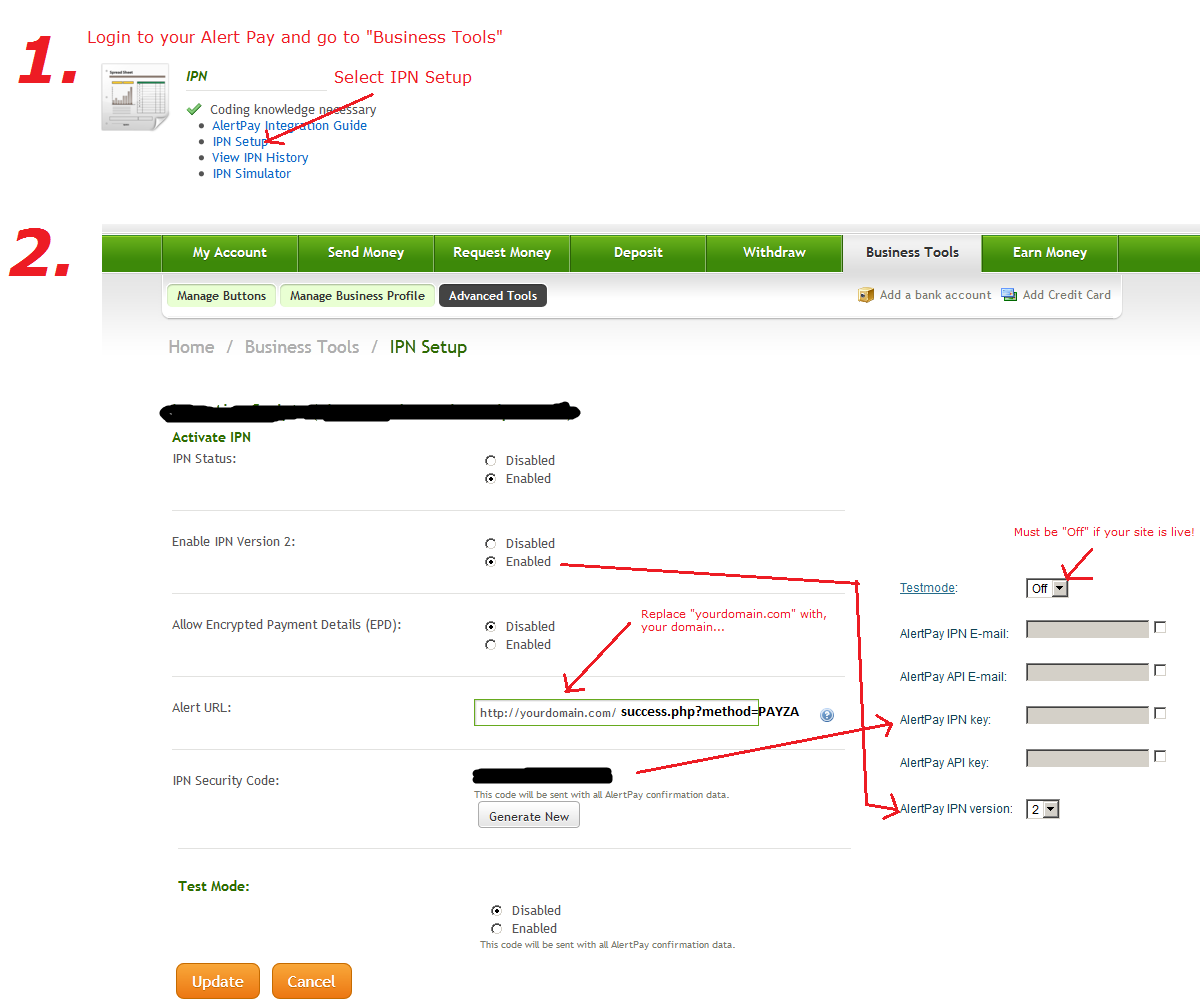 1.
Login to your Alert Pay and go to "Business Tools"
Spread Sheet
IPN
Select IPN Setup
Coding knowledge necessary
AlertPay Integration Guide
IPN Setup
View IPN History
IPN Simulator
2.
My Account Send Money Request Money Deposit Withdraw Business Tools Earn Money
Manage Buttons Manage Business Profile Advanced Tools Add a bank account Add Credit Card
Home / Business Tools / IPN Setup
Activate IPN
IPN Status:
Disabled
Enabled
Enable IPN Version 2:
Disabled
Enabled
Allow Encrypted Payment Details (EPD):
Disabled
Enabled
Replace "yourdomain.com" with,
your domain...
Alert URL:
http://yourdomain.com/ success.php?method=PAYZA
?
IPN Security Code:
This code will be sent with all AlertPay confirmation data.
Generate New
Test Mode:
Disabled
Enabled
This code will be sent with all AlertPay confirmation data.
Update Cancel
Must be "Off" if your site is live!
Testmode: Off
AlertPay IPN E-mail:
AlertPay API E-mail:
AlertPay IPN key:
AlertPay API key:
AlertPay IPN version: 2